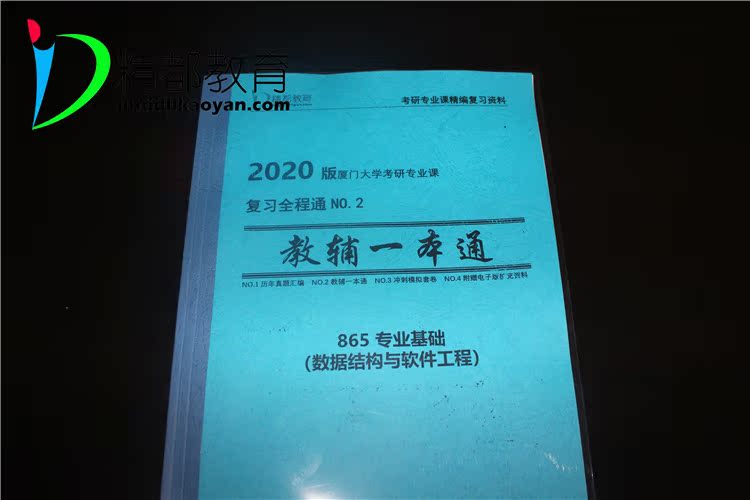 精都教育
jingdukaoyan.com
精都教育
考研专业课精编复习资料
2020 版厦门大学考研专业课
复习全程通 NO.2
教辅一本通
NO.1 历年真题汇编 NO.2 教辅一本通 NO.3 冲刺模拟套卷 NO.4 附赠电子版扩充资料
865 专业基础
（数据结构与软件工程）